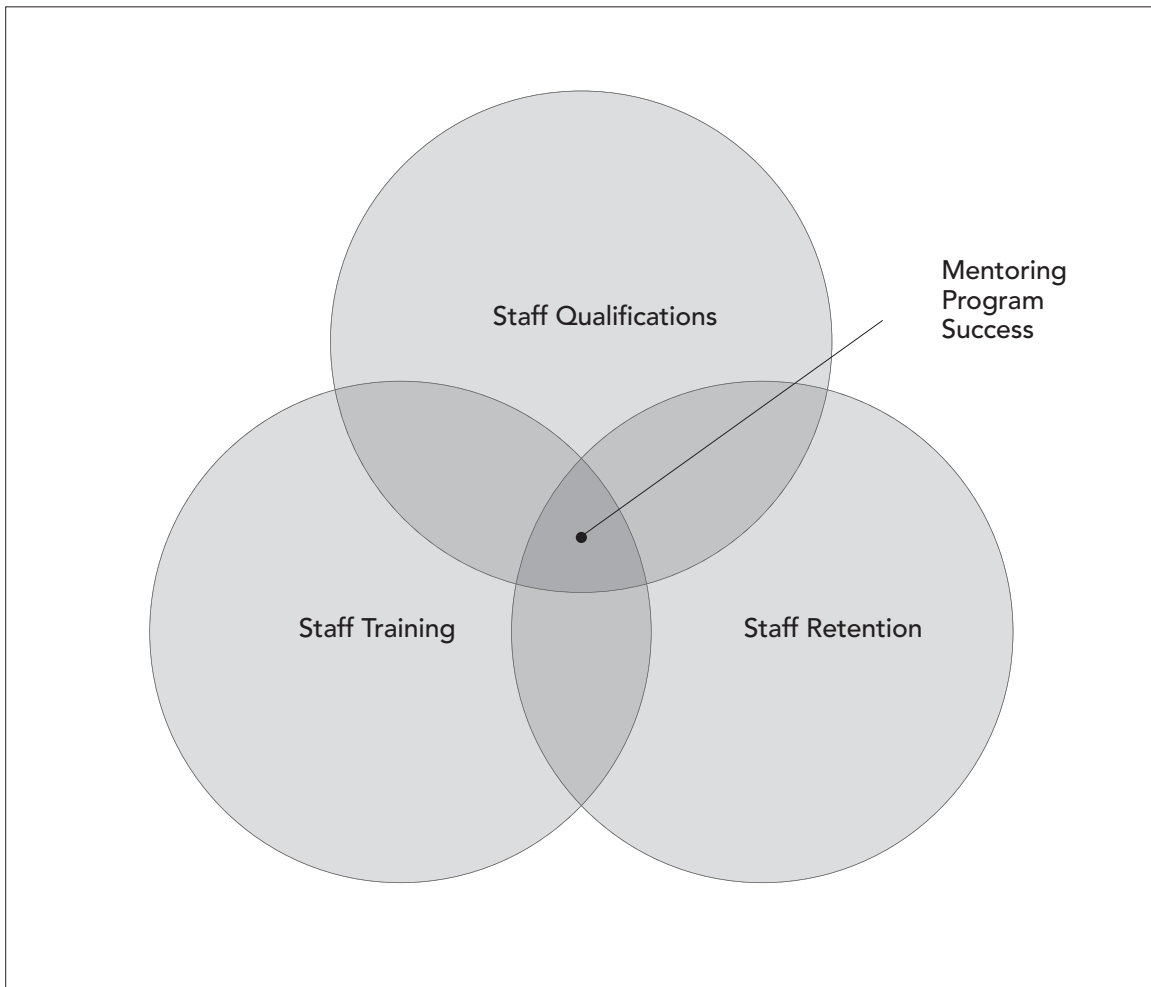 Mentoring
Program
Success
Staff Qualifications
Staff Training
Staff Retention